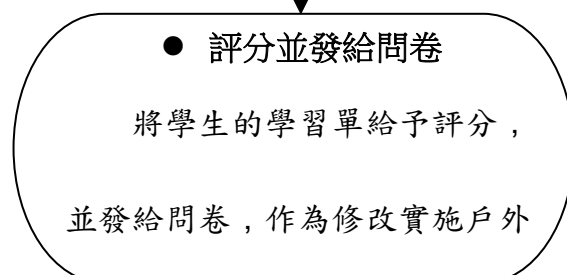 ● 評分並發給問卷
將學生的學習單給予評分，
並發給問卷，作為修改實施戶外